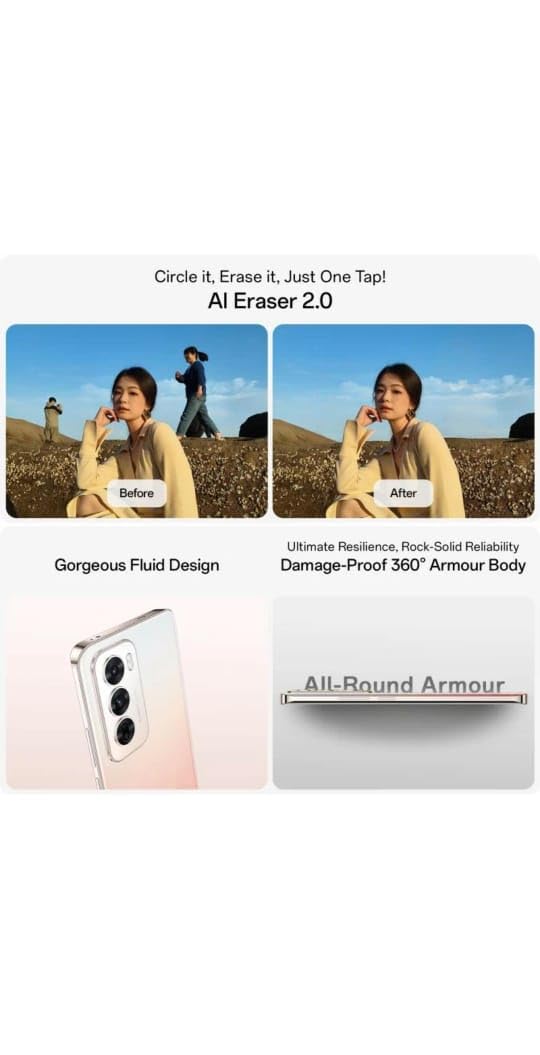 Circle it, Erase it, Just One Tap!
AI Eraser 2.0
Before
After
Gorgeous Fluid Design
Ultimate Resilience, Rock-Solid Reliability
Damage-Proof 360° Armour Body
All-Round Armour